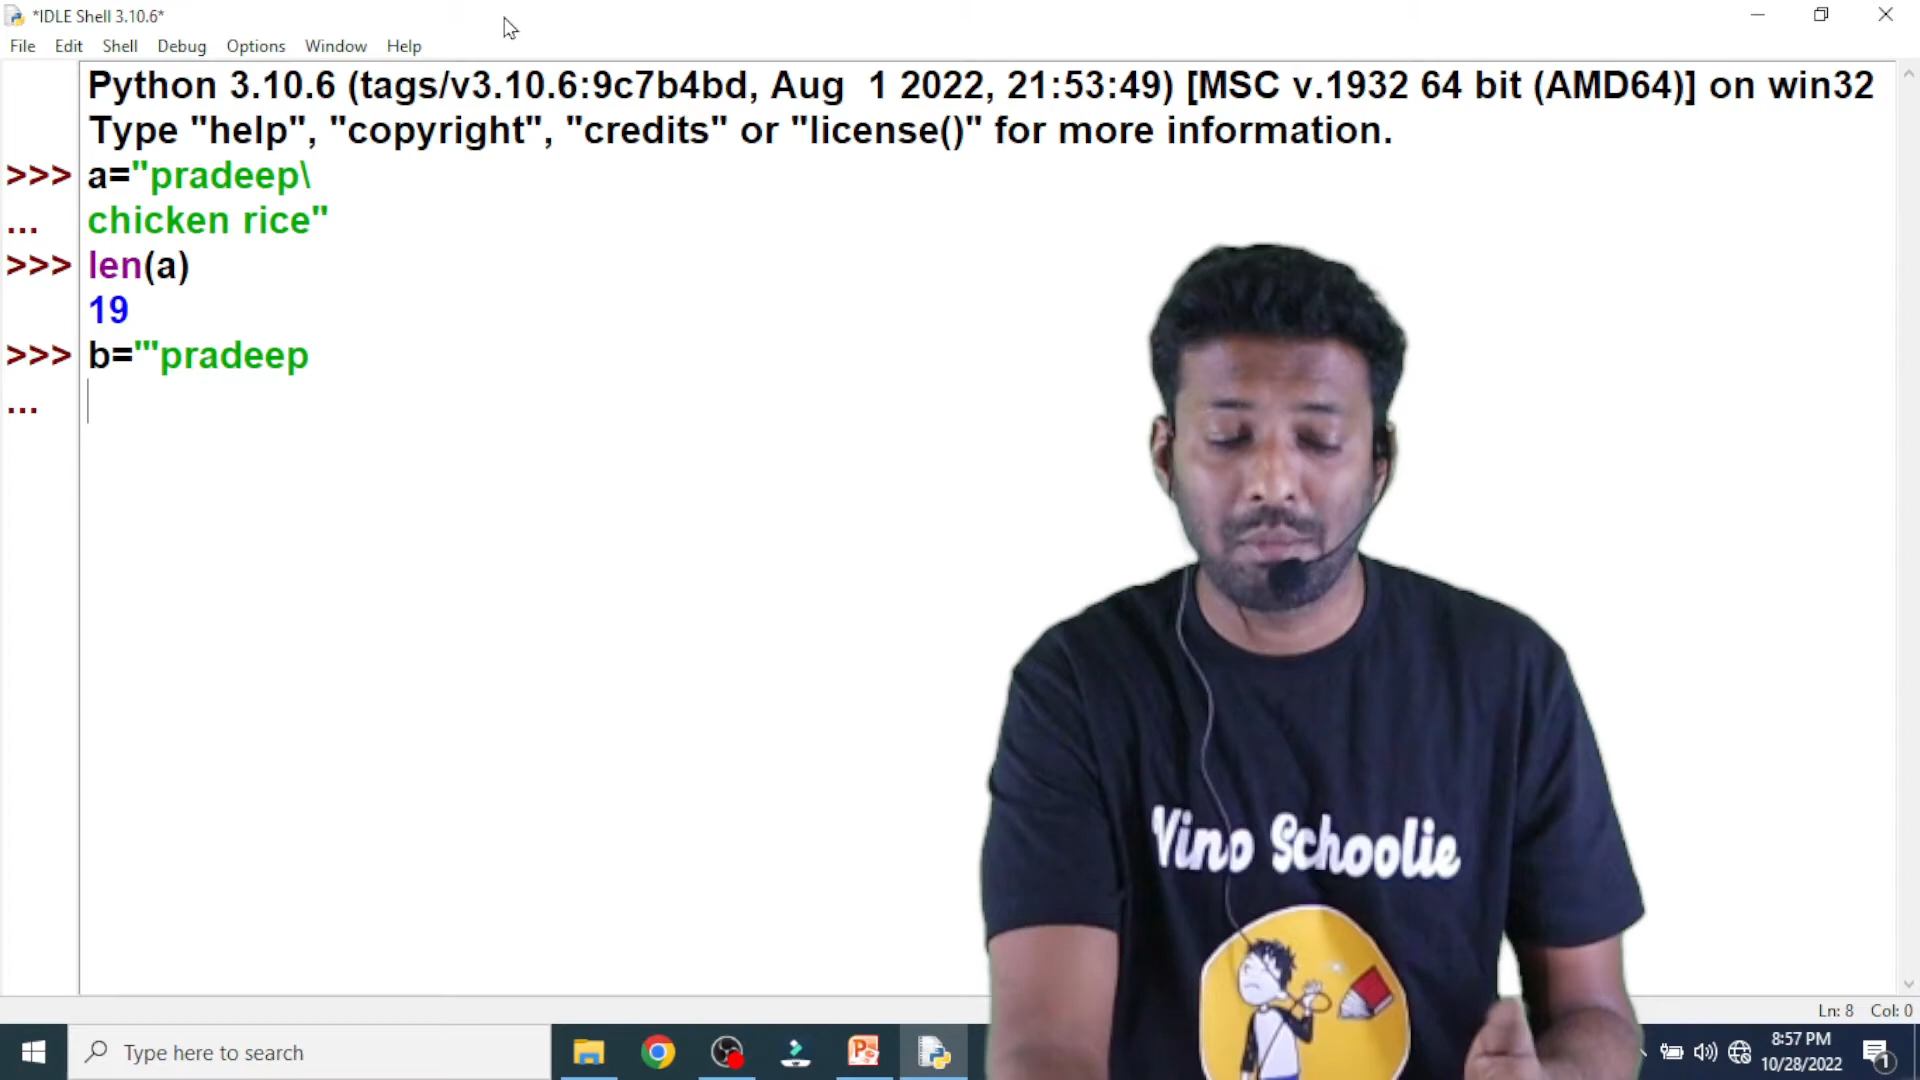 *IDLE Shell 3.10.6*
File Edit Shell Debug Options Window Help
Python 3.10.6 (tags/v3.10.6:9c7b4bd, Aug  1 2022, 21:53:49) [MSC v.1932 64 bit (AMD64)] on win32
Type "help", "copyright", "credits" or "license()" for more information.
>>> a="pradeep\
... chicken rice"
>>> len(a)
19
>>> b='''pradeep
...
Vino Schoolie
Ln: 8 Col: 0
Type here to search
8:57 PM
10/28/2022
1